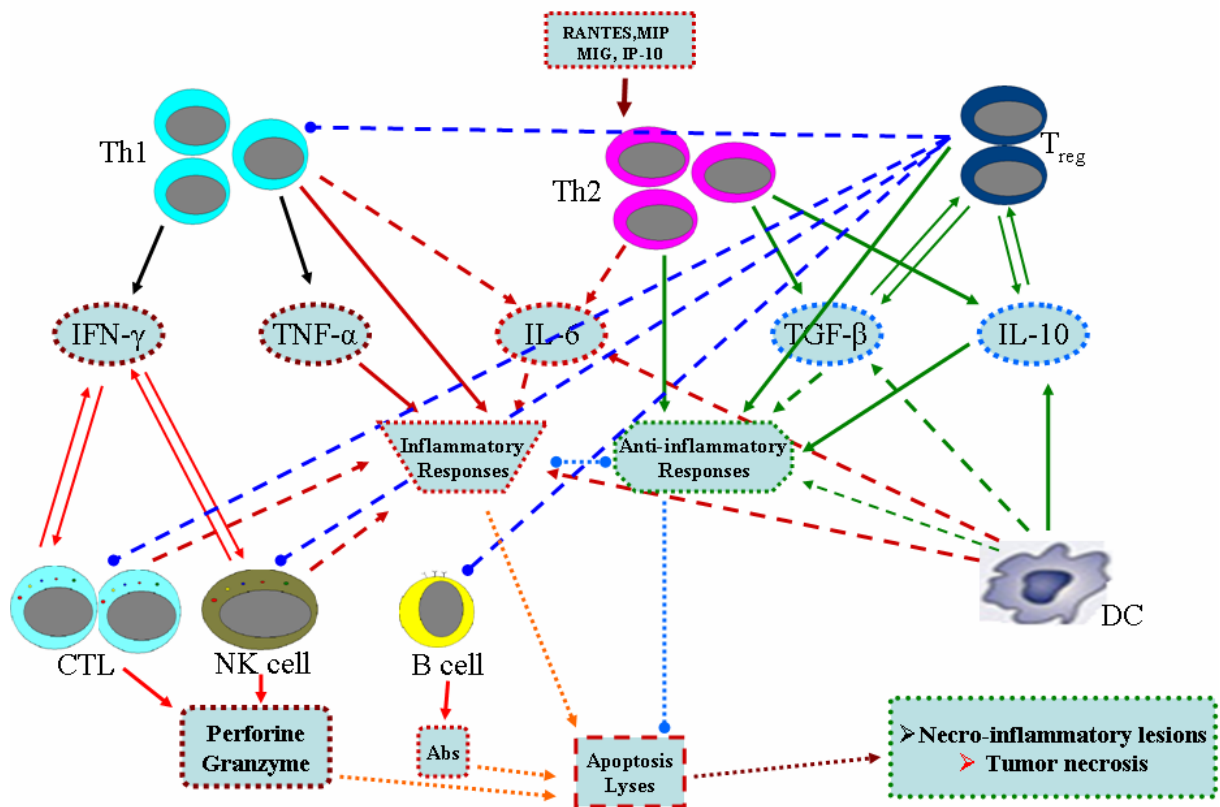 RANTES,MIP
MIG, IP-10
Th1
Th2
Treg
IFN-γ
TNF-α
IL-6
TGF-β
IL-10
Inflammatory
Responses
Anti-inflammatory
Responses
CTL
NK cell
B cell
DC
Perforine
Granzyme
Abs
Apoptosis
Lyses
➢Necro-inflammatory lesions
➢ Tumor necrosis